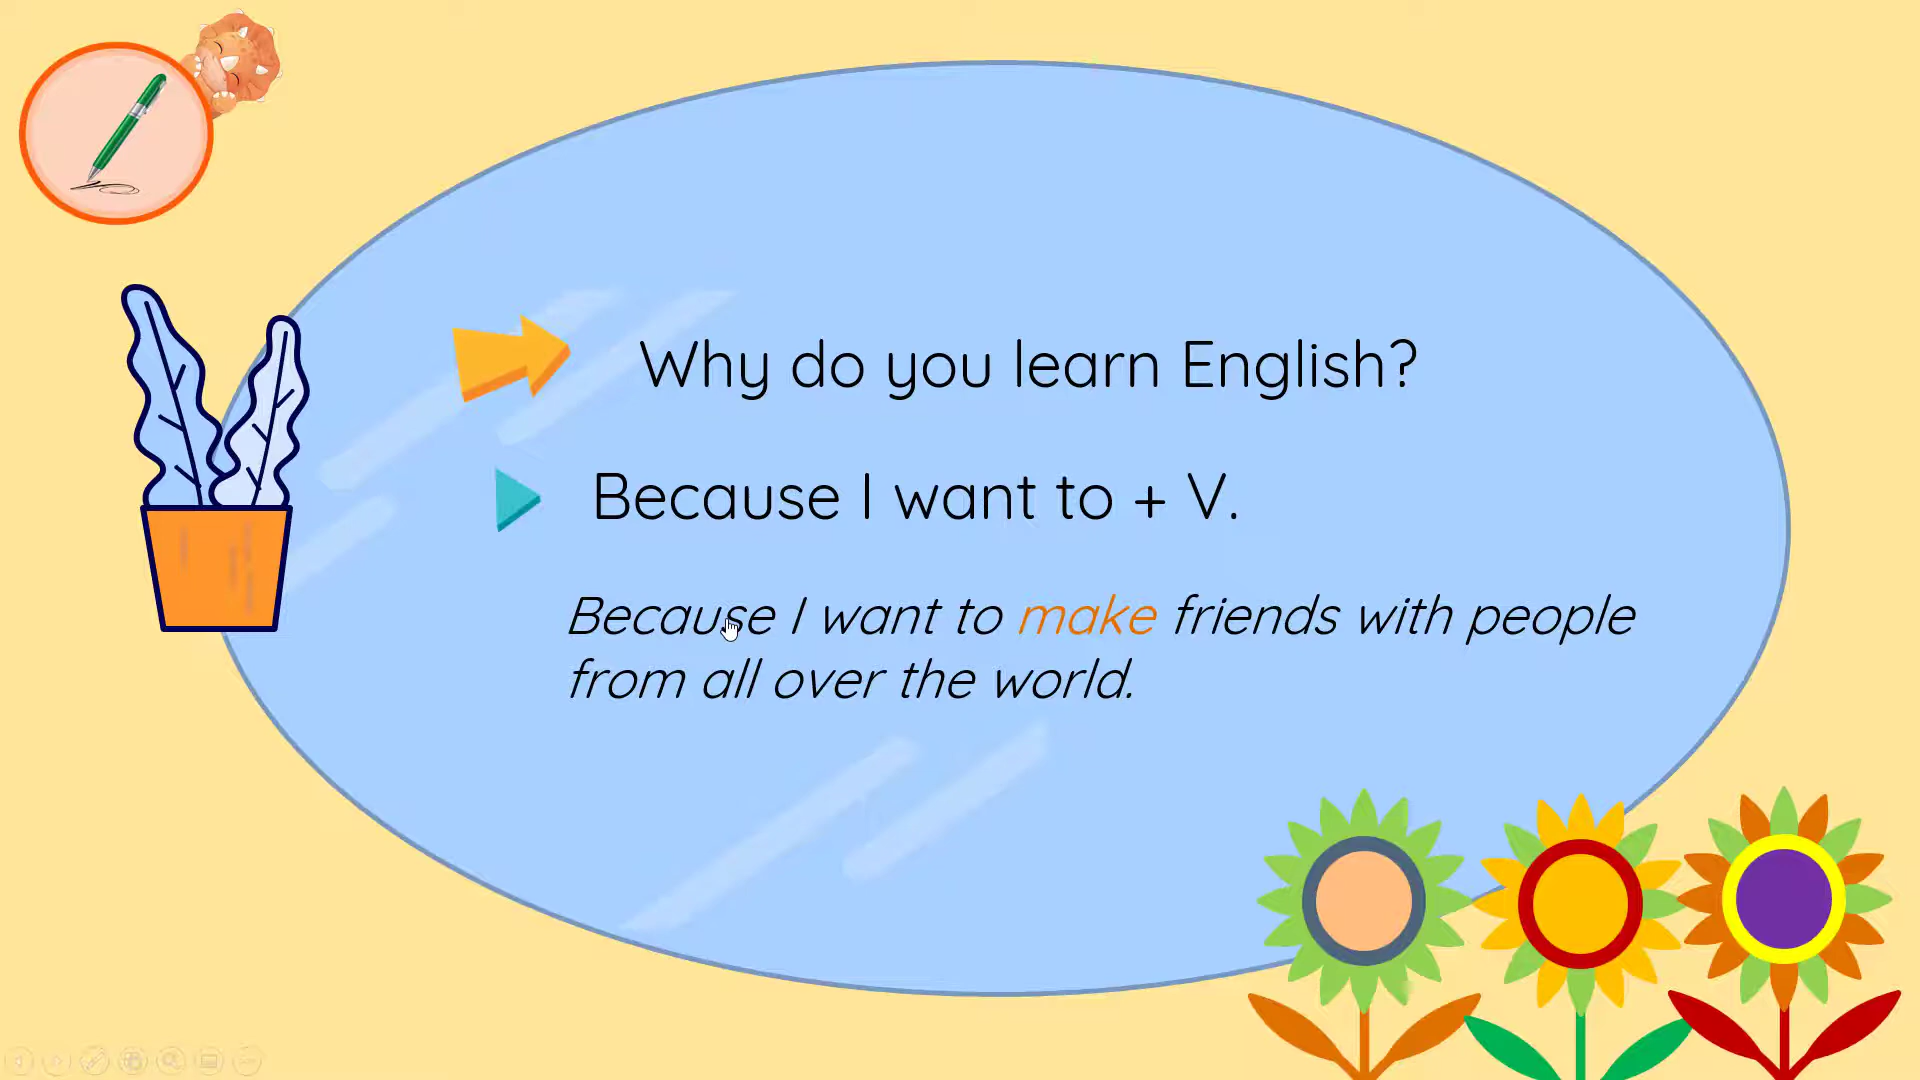 Why do you learn English?
Because I want to + V.
Because I want to make friends with people
from all over the world.